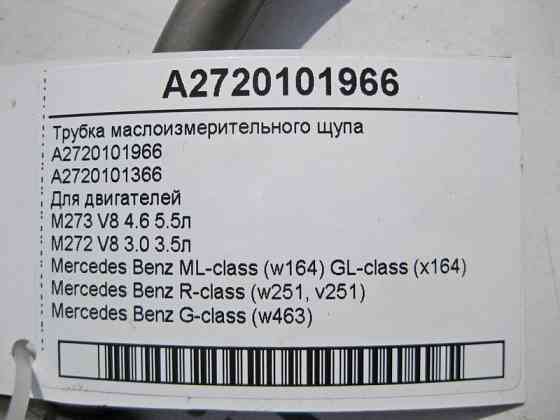 A2720101966
Трубка маслоизмерительного щупа
A2720101966
A2720101366
Для двигателей
M273 V8 4.6 5.5л
M272 V8 3.0 3.5л
Mercedes Benz ML-class (w164) GL-class (x164)
Mercedes Benz R-class (w251, v251)
Mercedes Benz G-class (w463)